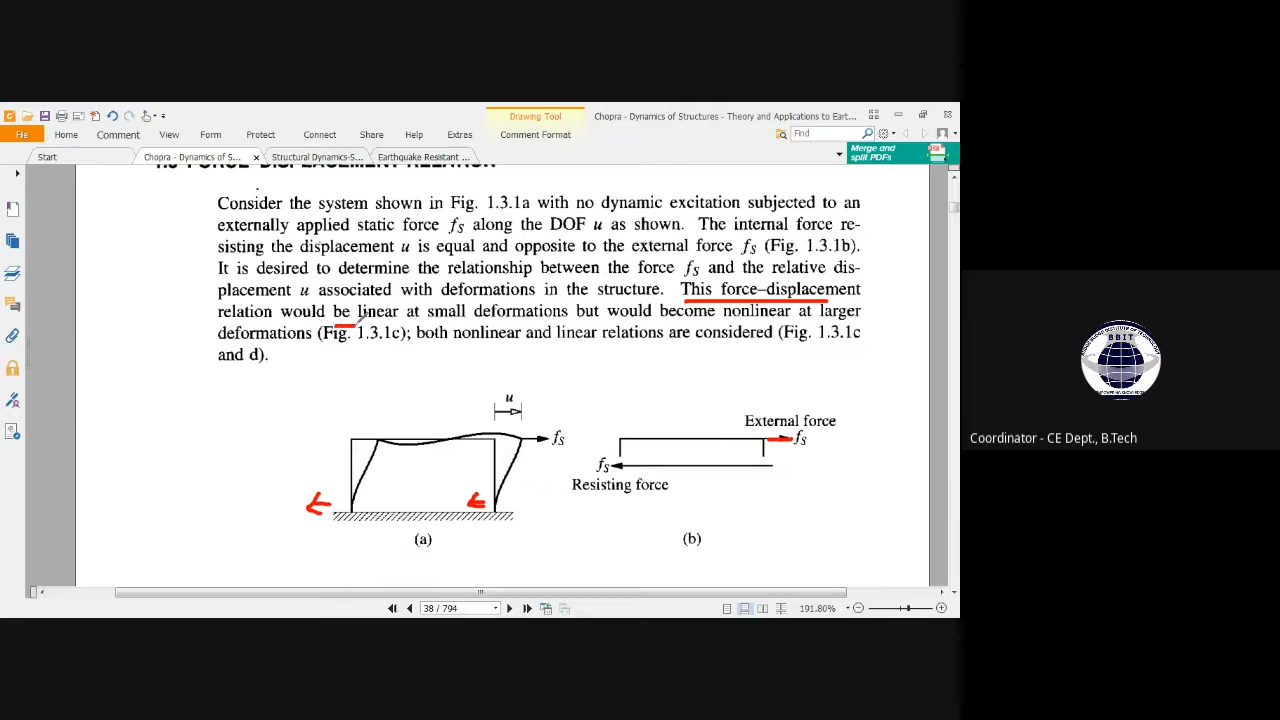 Drawing Tool
Chopra - Dynamics of Structures - Theory and Applications to Eart...
File
Home
Comment
View
Form
Protect
Connect
Share
Help
Extras
Comment Format
Find
Start
Chopra - Dynamics of S...
Structural Dynamics-S...
Earthquake Resistant ...
Merge and
split PDFs
1.3 FORCE–DISPLACEMENT RELATION
Consider the system shown in Fig. 1.3.1a with no dynamic excitation subjected to an
externally applied static force fS along the DOF u as shown. The internal force re-
sisting the displacement u is equal and opposite to the external force fS (Fig. 1.3.1b).
It is desired to determine the relationship between the force fS and the relative dis-
placement u associated with deformations in the structure. This force–displacement
relation would be linear at small deformations but would become nonlinear at larger
deformations (Fig. 1.3.1c); both nonlinear and linear relations are considered (Fig. 1.3.1c
and d).
u
fS
External force
fS
fS
Resisting force
(a)
(b)
38 / 794
191.80%
BBIT
Coordinator - CE Dept., B.Tech